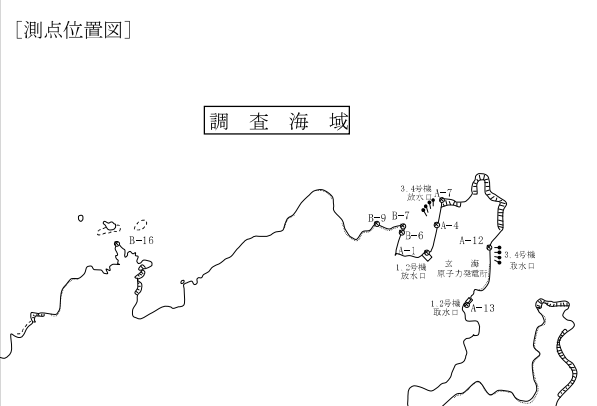 [測点位置図]
調査海域
3.4号機
放水口
A-7
B-9
B-7
A-4
B-6
B-16
A-12
A-1
3.4号機
取水口
1.2号機
放水口
玄海
原子力発電所
1.2号機
取水口
A-13